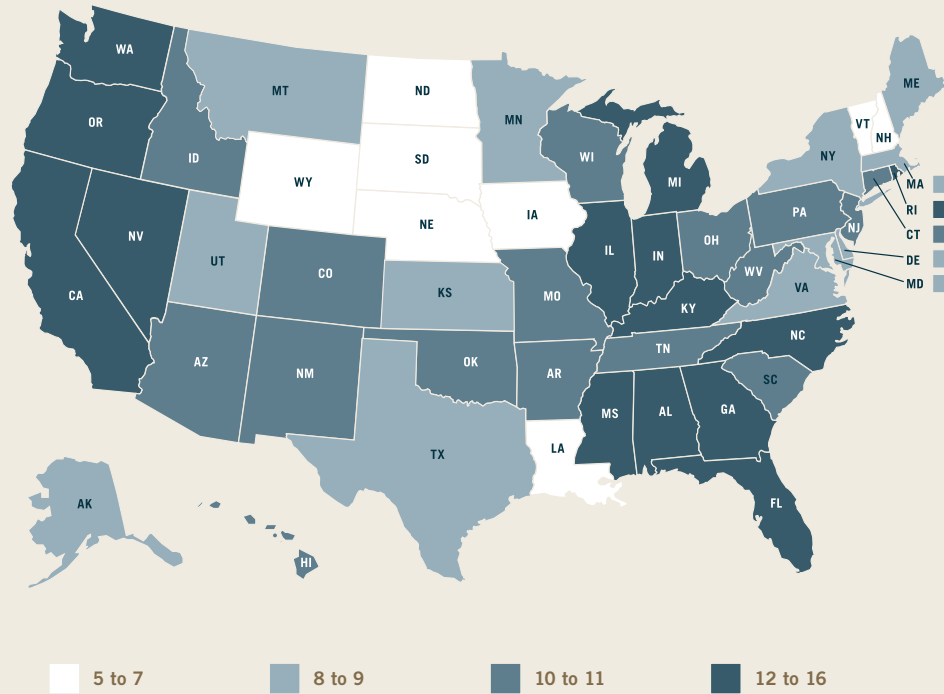 WA
ME
MT
ND
MN
OR
VT
NH
NY
ID
SD
WI
MI
WY
MA
RI
PA
NE
IA
CT
NV
OH
NJ
UT
IL
IN
DE
CO
WV
MD
KS
MO
VA
CA
KY
NC
TN
AZ
OK
NM
AR
SC
MS
AL
GA
LA
TX
AK
FL
HI
5 to 7
8 to 9
10 to 11
12 to 16